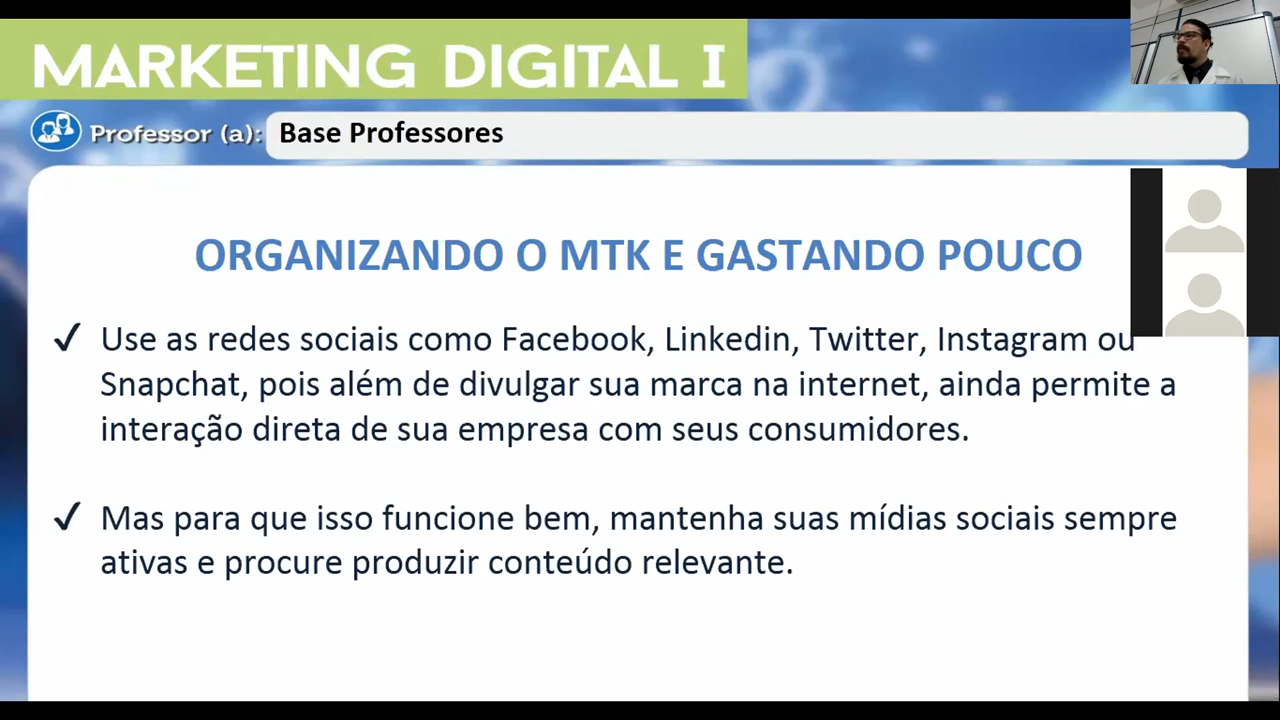 MARKETING DIGITAL I
Professor (a): Base Professores
ORGANIZANDO O MTK E GASTANDO POUCO
✓ Use as redes sociais como Facebook, Linkedin, Twitter, Instagram ou
Snapchat, pois além de divulgar sua marca na internet, ainda permite a
interação direta de sua empresa com seus consumidores.
✓ Mas para que isso funcione bem, mantenha suas mídias sociais sempre
ativas e procure produzir conteúdo relevante.